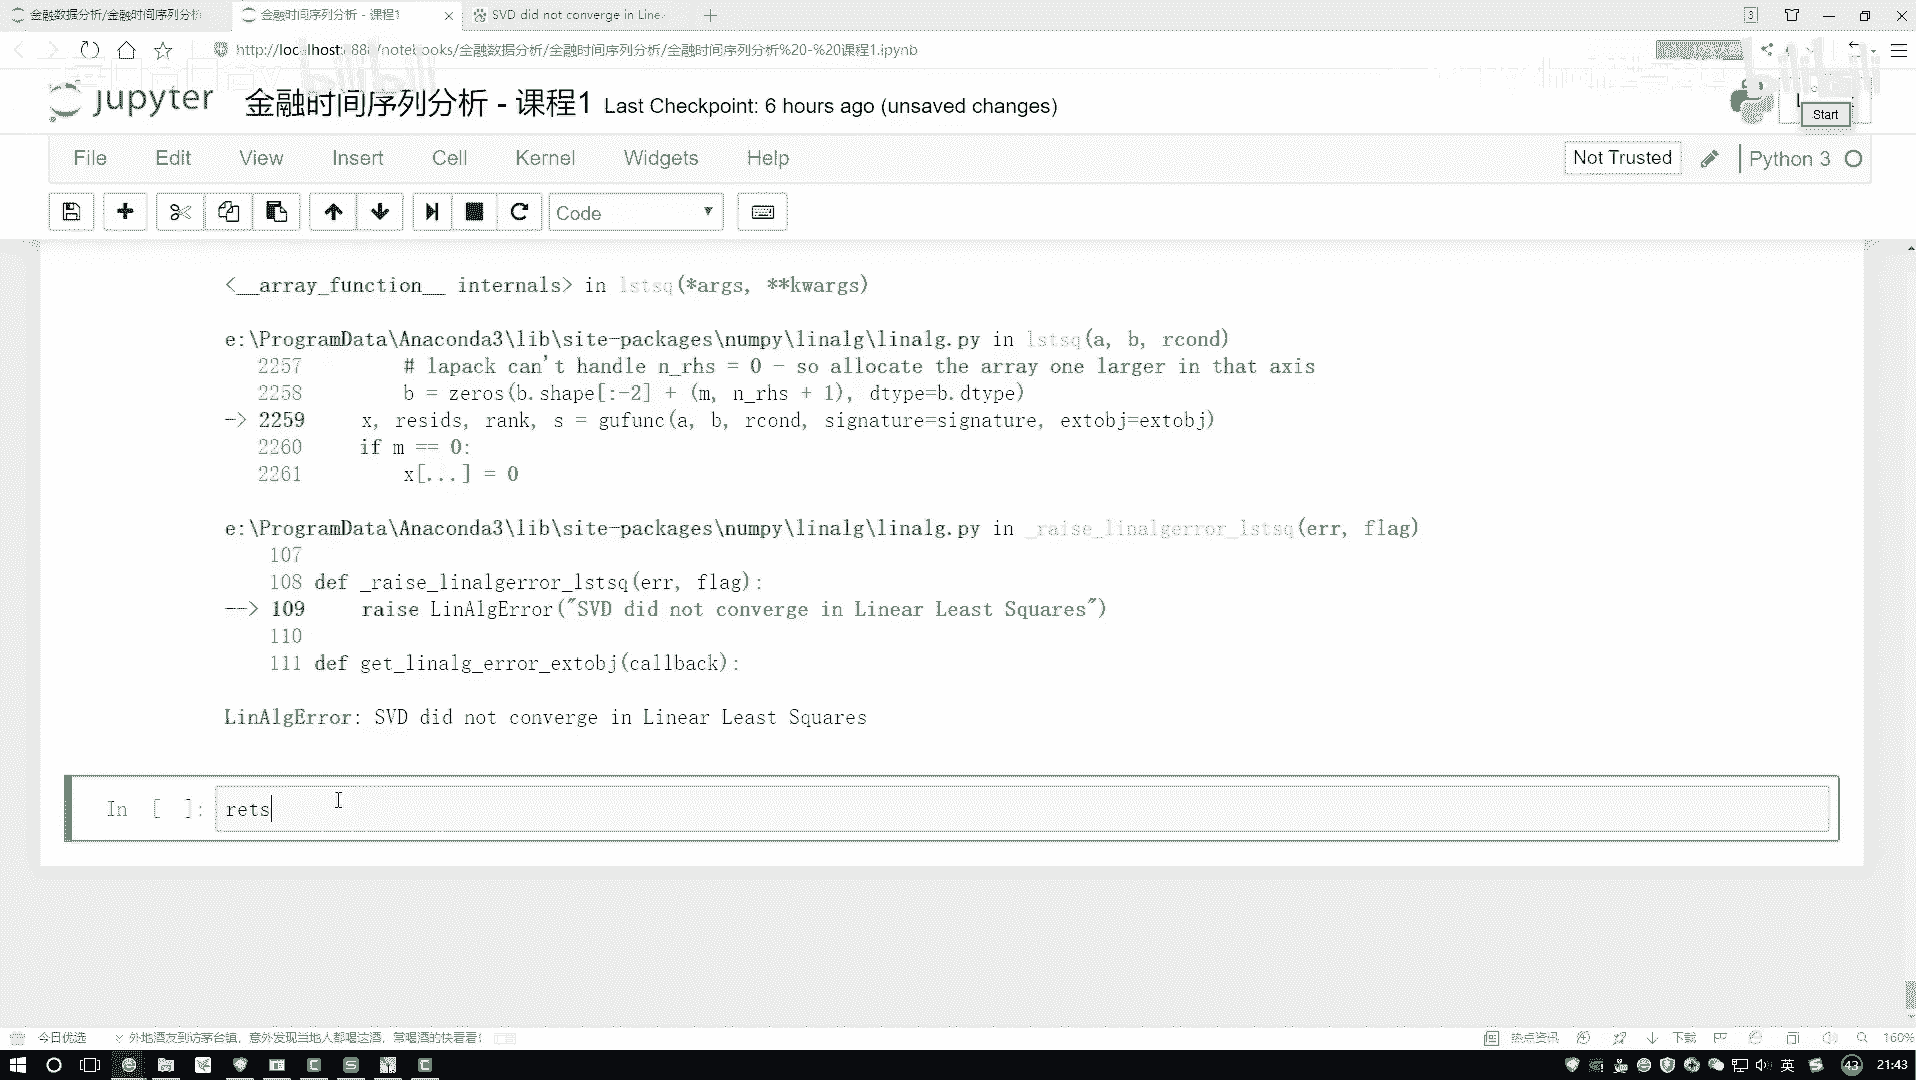 金融数据分析/金融时间序列分析
金融时间序列分析 - 课程1
SVD did not converge in Line
3
notebooks/金融数据分析/金融时间序列分析/金融时间序列分析%20-%20课程1.ipynb
jupyter
金融时间序列分析 - 课程1 Last Checkpoint: 6 hours ago (unsaved changes)
Start
File Edit View Insert Cell Kernel Widgets Help
Not Trusted
Python 3
Code
<__array_function__ internals> in lstsq(*args, **kwargs)
e:\ProgramData\Anaconda3\lib\site-packages\numpy\linalg\linalg.py in lstsq(a, b, rcond)
2257 # lapack can't handle n_rhs = 0 - so allocate the array one larger in that axis
2258 b = zeros(b.shape[:-2] + (m, n_rhs + 1), dtype=b.dtype)
-> 2259 x, resids, rank, s = gufunc(a, b, rcond, signature=signature, extobj=extobj)
2260 if m == 0:
2261 x[...] = 0
e:\ProgramData\Anaconda3\lib\site-packages\numpy\linalg\linalg.py in _raise_linalgerror_lstsq(err, flag)
107
108 def _raise_linalgerror_lstsq(err, flag):
--> 109 raise LinAlgError("SVD did not converge in Linear Least Squares")
110
111 def get_linalg_error_extobj(callback):
LinAlgError: SVD did not converge in Linear Least Squares
In [ ]: rets
今日优选
外地酒友到访茅台镇，意外发现当地人都喝这酒，常喝酒的快看看!
热点资讯
下载
160%
英
43
21:43